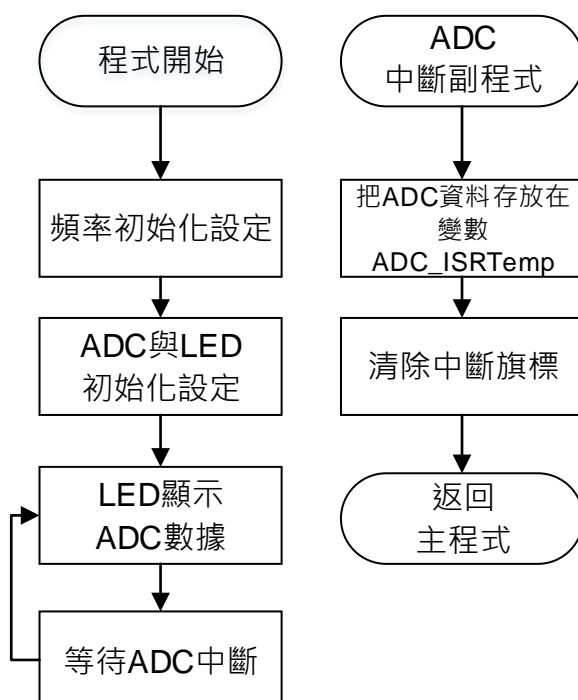 程式開始
頻率初始化設定
ADC與LED
初始化設定
LED顯示
ADC數據
等待ADC中斷
ADC
中斷副程式
把ADC資料存放在
變數
ADC_ISRTemp
清除中斷旗標
返回
主程式